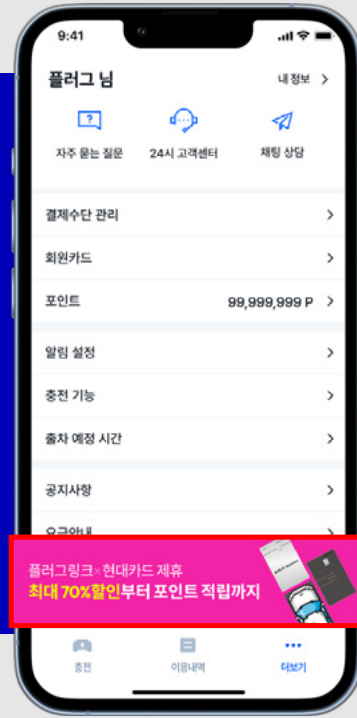 9:41
플러그 님
내 정보 >
자주 묻는 질문
24시 고객센터
채팅 상담
결제수단 관리 >
회원카드 >
포인트 99,999,999 P >
알림 설정 >
충전 기능 >
출차 예정 시간 >
공지사항 >
요금안내 >
플러그링크×현대카드 제휴
최대 70%할인부터 포인트 적립까지
충전
이용내역
더보기